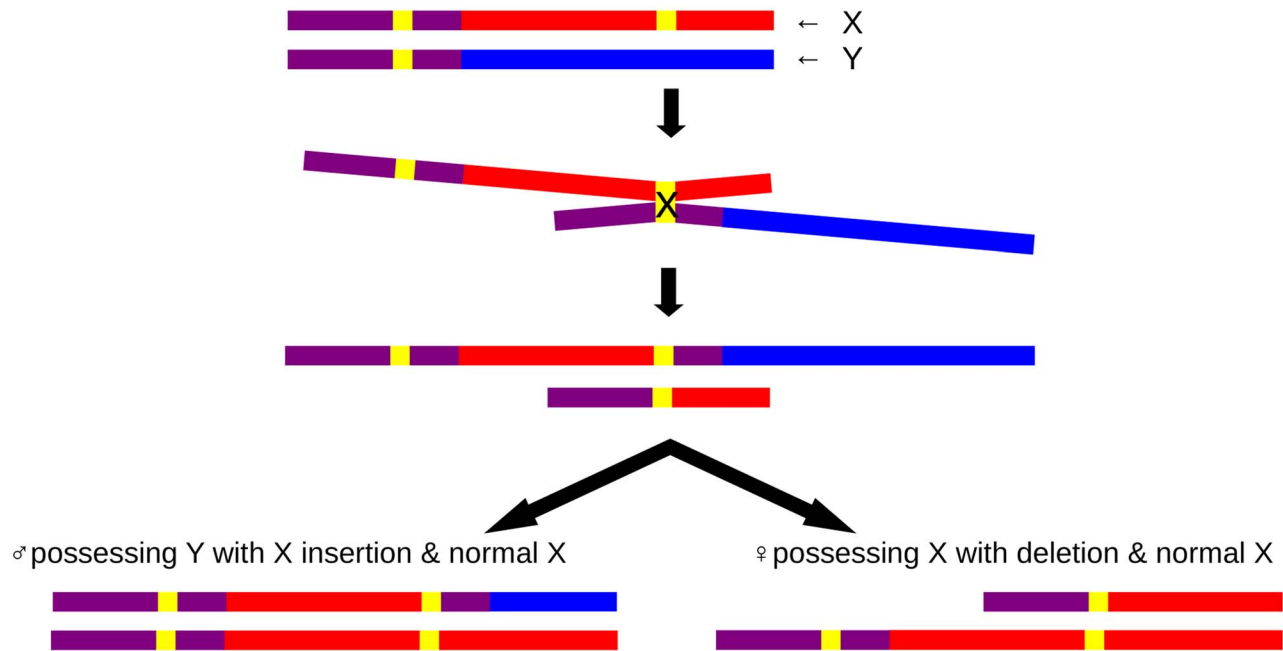 ← X
← Y
X
♂possessing Y with X insertion & normal X
♀possessing X with deletion & normal X